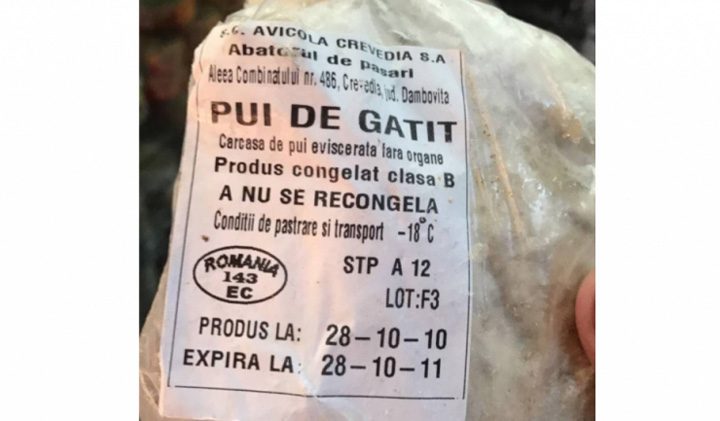 S.C. AVICOLA CREVEDIA S.A
Abatorul de pasari
Aleea Combinatului nr. 486, Crevedia, jud. Dambovita
PUI DE GATIT
Carcasa de pui eviscerata fara organe
Produs congelat clasa B
A NU SE RECONGELA
Conditii de pastrare si transport -18°C
ROMANIA
143
EC
STP A 12
LOT:F3
PRODUS LA: 28-10-10
EXPIRA LA: 28-10-11